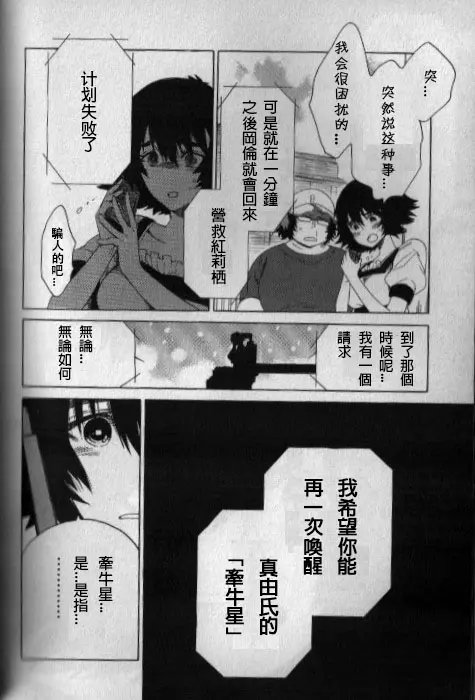 突…
突然说这种事…
我会很困扰的…
可是就在一分鐘
之後岡倫就會回來
營救紅莉栖
计划失败了
騙人的吧…
到了那個
時候呢…
我有一個
請求
無論…
無論如何
我希望你能
再一次喚醒
真由氏的
「牽牛星」
牽牛星…
是…是指…
…………